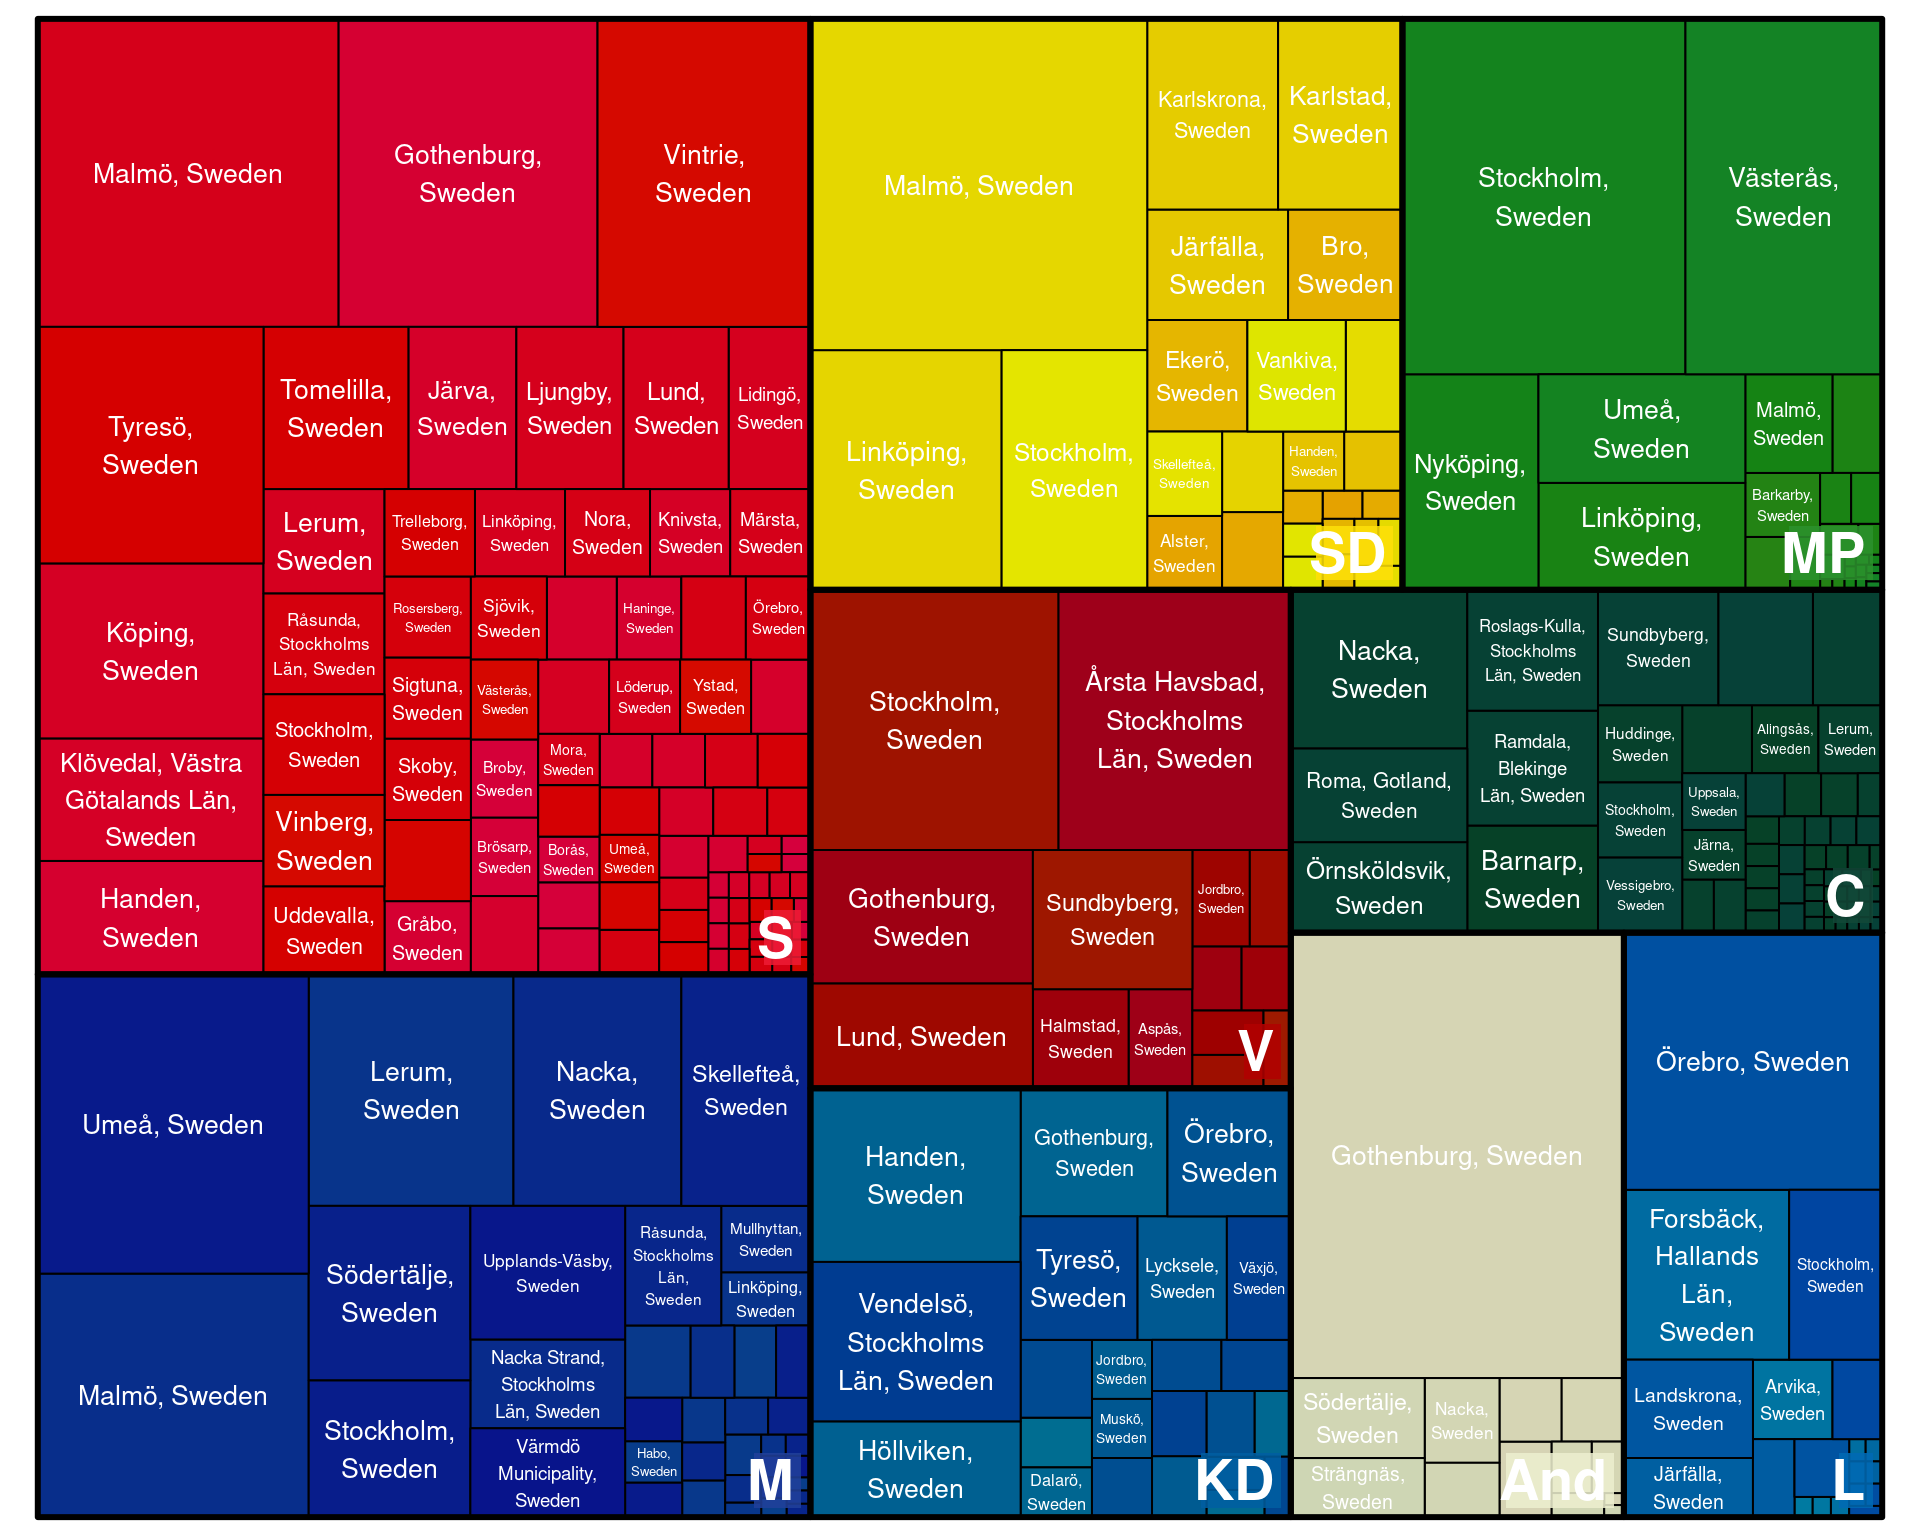 Malmö, Sweden
Gothenburg,
Sweden
Vintrie,
Sweden
Tyresö,
Sweden
Tomelilla,
Sweden
Järva,
Sweden
Ljungby,
Sweden
Lund,
Sweden
Lidingö,
Sweden
Lerum,
Sweden
Trelleborg,
Sweden
Linköping,
Sweden
Nora,
Sweden
Knivsta,
Sweden
Märsta,
Sweden
Köping,
Sweden
Råsunda,
Stockholms
Län, Sweden
Rosersberg,
Sweden
Sjövik,
Sweden
Haninge,
Sweden
Örebro,
Sweden
Sigtuna,
Sweden
Västerås,
Sweden
Löderup,
Sweden
Ystad,
Sweden
Stockholm,
Sweden
Klövedal, Västra
Götalands Län,
Sweden
Skoby,
Sweden
Broby,
Sweden
Mora,
Sweden
Vinberg,
Sweden
Brösarp,
Sweden
Borås,
Sweden
Umeå,
Sweden
Handen,
Sweden
Uddevalla,
Sweden
Gråbo,
Sweden
S
Malmö, Sweden
Karlskrona,
Sweden
Karlstad,
Sweden
Järfälla,
Sweden
Bro,
Sweden
Ekerö,
Sweden
Vankiva,
Sweden
Linköping,
Sweden
Stockholm,
Sweden
Skellefteå,
Sweden
Handen,
Sweden
Alster,
Sweden
SD
Stockholm,
Sweden
Västerås,
Sweden
Nyköping,
Sweden
Umeå,
Sweden
Malmö,
Sweden
Linköping,
Sweden
Barkarby,
Sweden
MP
Stockholm,
Sweden
Årsta Havsbad,
Stockholms
Län, Sweden
Gothenburg,
Sweden
Sundbyberg,
Sweden
Jordbro,
Sweden
Lund, Sweden
Halmstad,
Sweden
Aspås,
Sweden
V
Nacka,
Sweden
Roslags-Kulla,
Stockholms
Län, Sweden
Sundbyberg,
Sweden
Roma, Gotland,
Sweden
Ramdala,
Blekinge
Län, Sweden
Huddinge,
Sweden
Alingsås,
Sweden
Lerum,
Sweden
Stockholm,
Sweden
Uppsala,
Sweden
Järna,
Sweden
Örnsköldsvik,
Sweden
Barnarp,
Sweden
Vessigebro,
Sweden
C
Umeå, Sweden
Lerum,
Sweden
Nacka,
Sweden
Skellefteå,
Sweden
Malmö, Sweden
Södertälje,
Sweden
Upplands-Väsby,
Sweden
Råsunda,
Stockholms
Län,
Sweden
Mullhyttan,
Sweden
Linköping,
Sweden
Nacka Strand,
Stockholms
Län, Sweden
Stockholm,
Sweden
Värmdö
Municipality,
Sweden
Habo,
Sweden
M
Handen,
Sweden
Gothenburg,
Sweden
Örebro,
Sweden
Tyresö,
Sweden
Lycksele,
Sweden
Växjö,
Sweden
Vendelsö,
Stockholms
Län, Sweden
Jordbro,
Sweden
Muskö,
Sweden
Höllviken,
Sweden
Dalarö,
Sweden
KD
Gothenburg, Sweden
Södertälje,
Sweden
Nacka,
Sweden
Strängnäs,
Sweden
And
Örebro, Sweden
Forsbäck,
Hallands
Län,
Sweden
Stockholm,
Sweden
Landskrona,
Sweden
Arvika,
Sweden
Järfälla,
Sweden
L